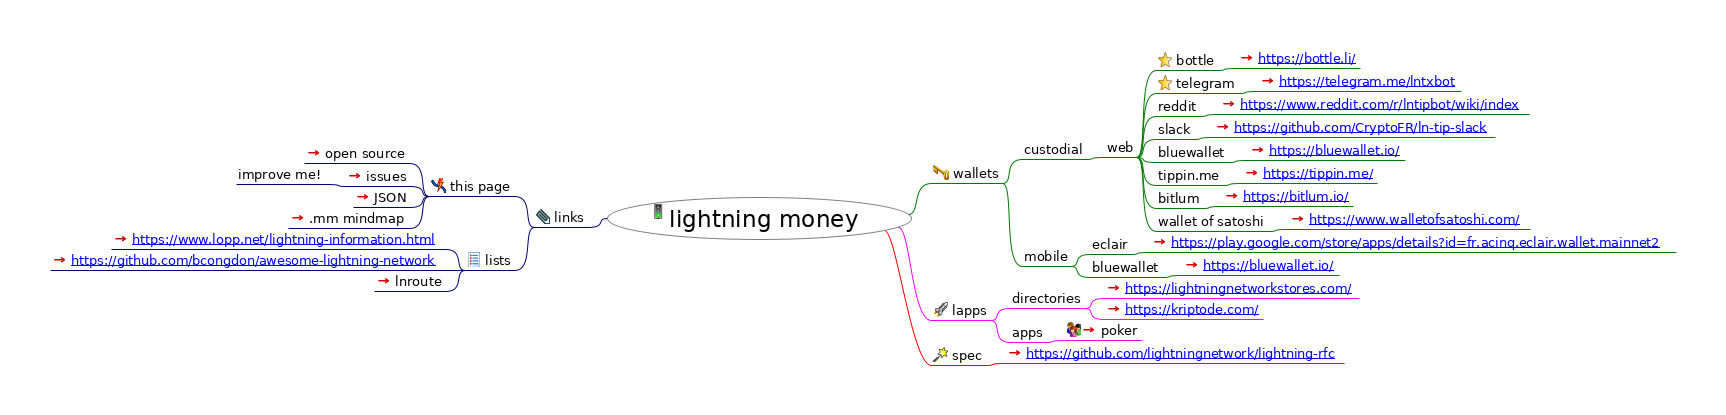 lightning money
wallets
custodial
web
bottle
https://bottle.li/
telegram
https://telegram.me/lntxbot
reddit
https://www.reddit.com/r/lntipbot/wiki/index
slack
https://github.com/CryptoFR/ln-tip-slack
bluewallet
https://bluewallet.io/
tippin.me
https://tippin.me/
bitlum
https://bitlum.io/
wallet of satoshi
https://www.walletofsatoshi.com/
mobile
eclair
https://play.google.com/store/apps/details?id=fr.acinq.eclair.wallet.mainnet2
bluewallet
https://bluewallet.io/
lapps
directories
https://lightningnetworkstores.com/
https://kriptode.com/
apps
poker
spec
https://github.com/lightningnetwork/lightning-rfc
links
this page
open source
issues
improve me!
JSON
.mm mindmap
lists
https://www.lopp.net/lightning-information.html
https://github.com/bcongdon/awesome-lightning-network
lnroute